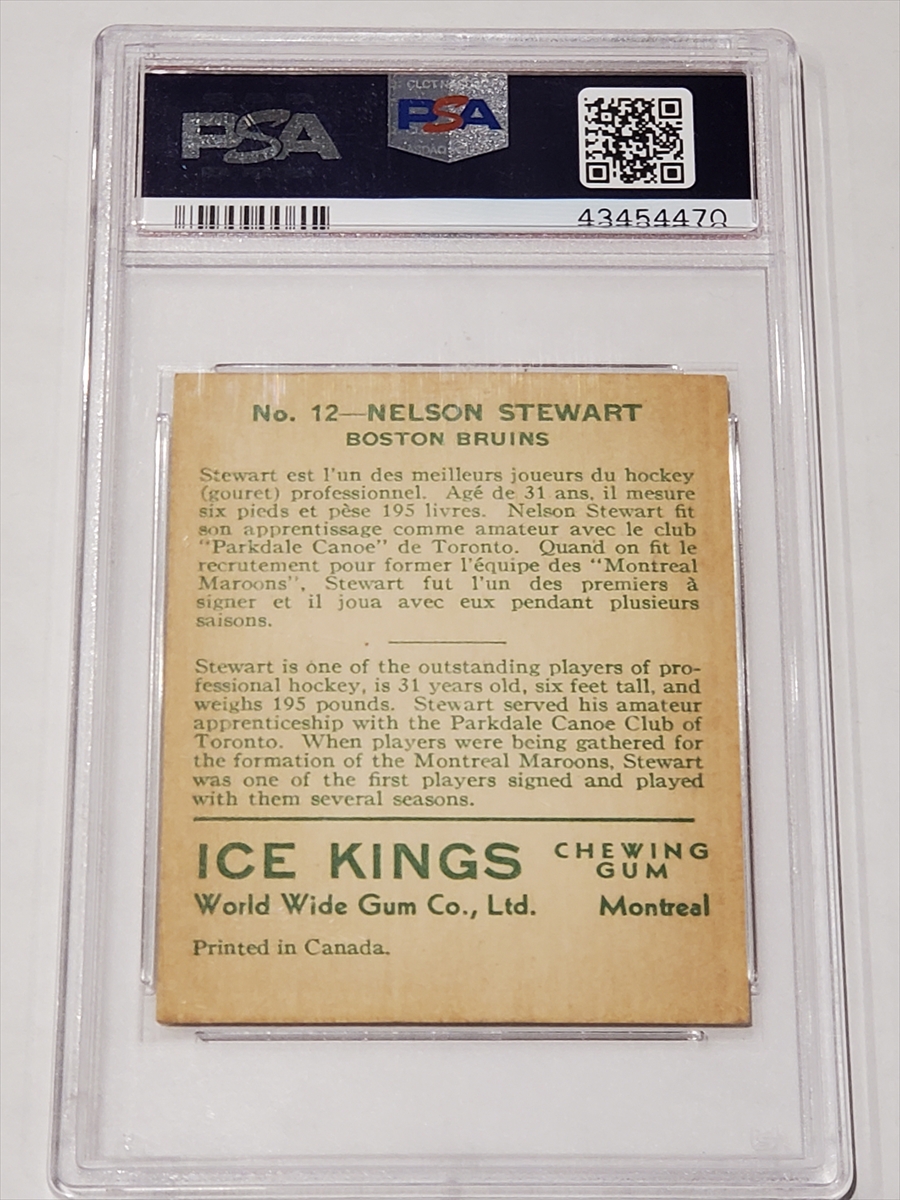 PSA
PSA
43454470
No. 12—NELSON STEWART
BOSTON BRUINS
Stewart est l'un des meilleurs joueurs du hockey
(gouret) professionnel. Agé de 31 ans, il mesure
six pieds et pèse 195 livres. Nelson Stewart fit
son apprentissage comme amateur avec le club
"Parkdale Canoe" de Toronto. Quand on fit le
recrutement pour former l'équipe des "Montreal
Maroons", Stewart fut l'un des premiers à
signer et il joua avec eux pendant plusieurs
saisons.
Stewart is one of the outstanding players of pro-
fessional hockey, is 31 years old, six feet tall, and
weighs 195 pounds. Stewart served his amateur
apprenticeship with the Parkdale Canoe Club of
Toronto. When players were being gathered for
the formation of the Montreal Maroons, Stewart
was one of the first players signed and played
with them several seasons.
ICE KINGS CHEWING
GUM
World Wide Gum Co., Ltd. Montreal
Printed in Canada.